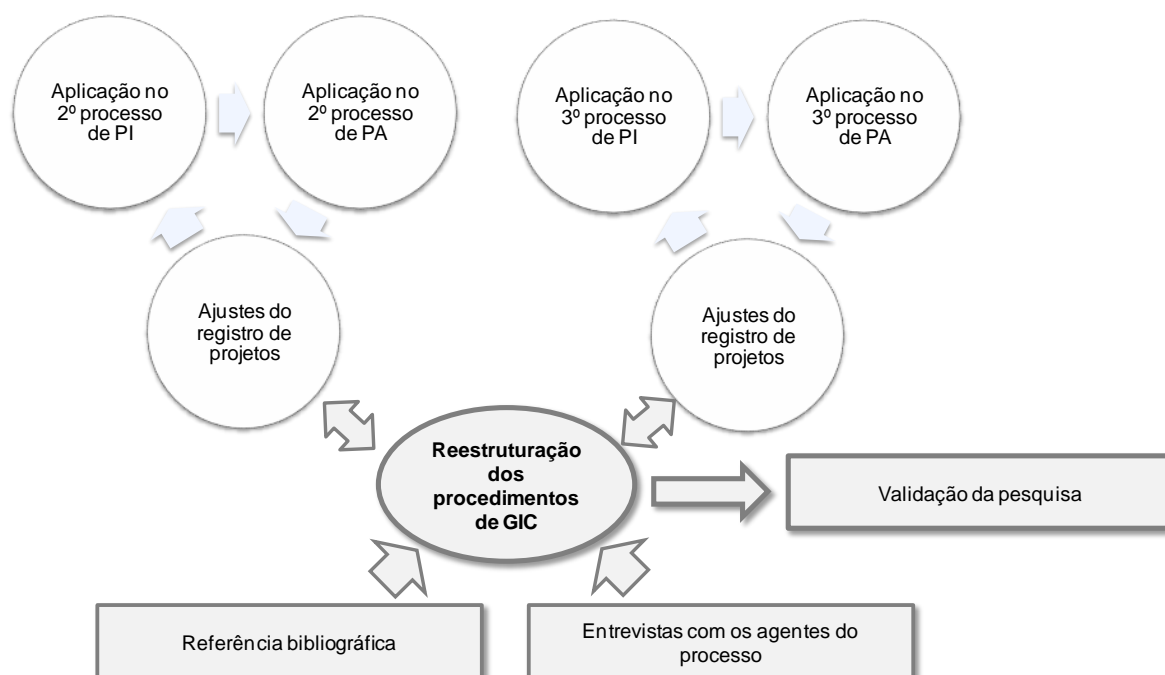 Aplicação no
2º processo
de PI
Aplicação no
2º processo
de PA
Ajustes do
registro de
projetos
Aplicação no
3º processo
de PI
Aplicação no
3º processo
de PA
Ajustes do
registro de
projetos
Reestruturação
dos
procedimentos
de GIC
Validação da pesquisa
Referência bibliográfica
Entrevistas com os agentes do
processo